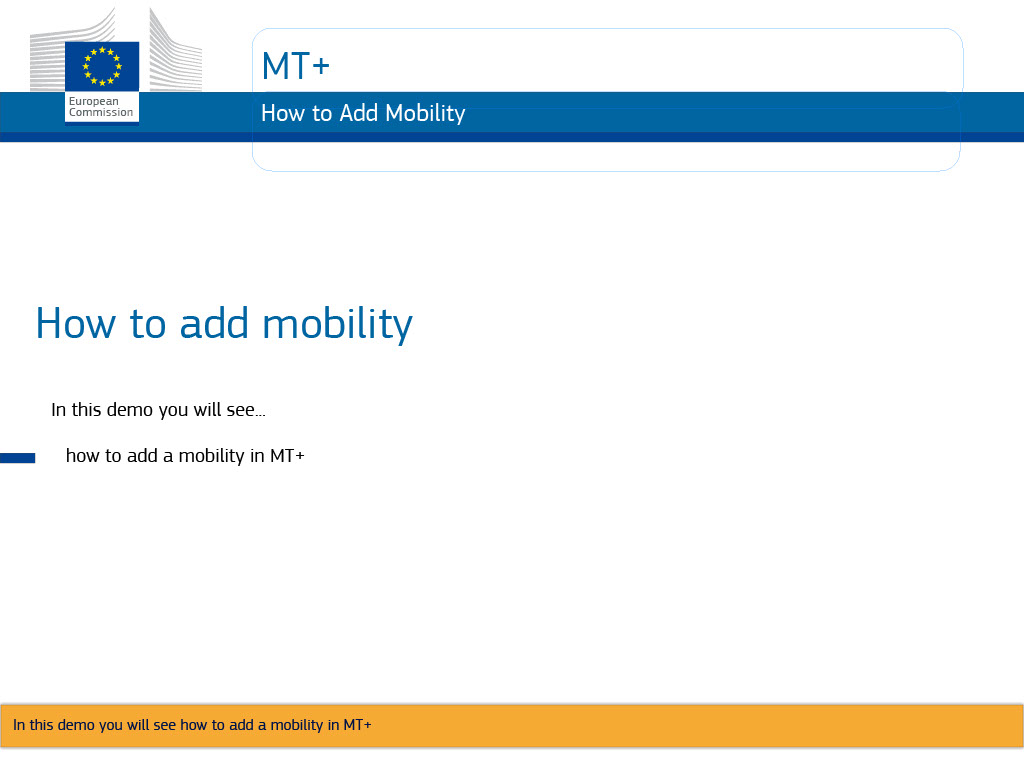 MT+
European
Commission
How to Add Mobility
How to add mobility
In this demo you will see...
how to add a mobility in MT+
In this demo you will see how to add a mobility in MT+